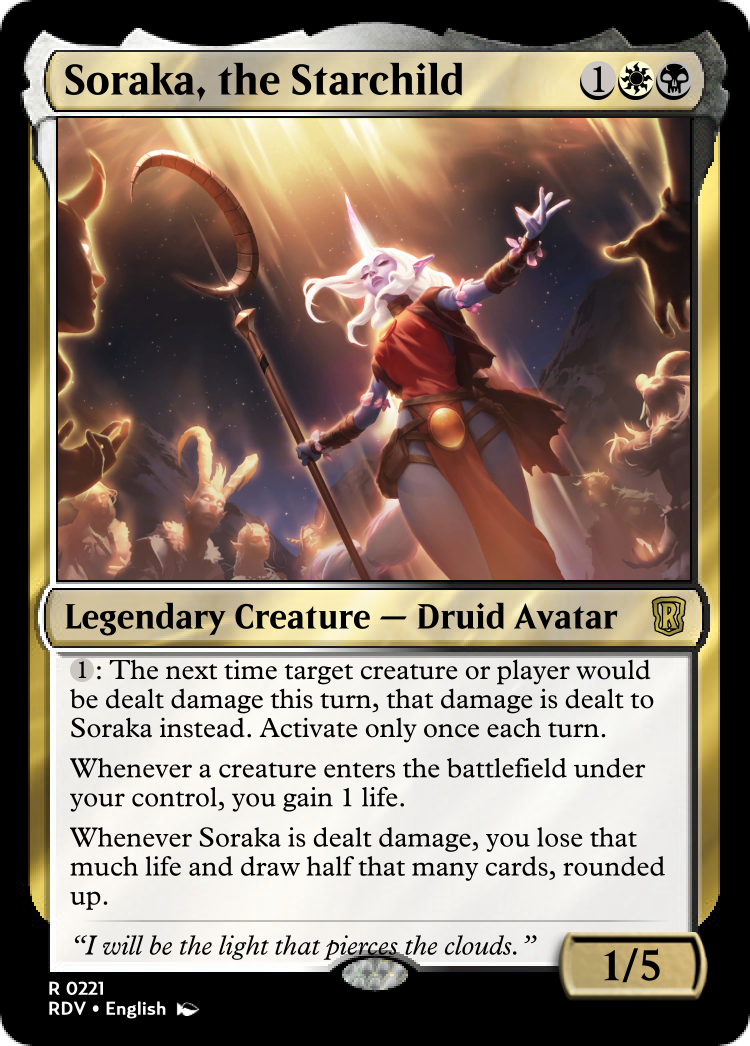 Soraka, the Starchild 1
Legendary Creature — Druid Avatar R
1: The next time target creature or player would
be dealt damage this turn, that damage is dealt to
Soraka instead. Activate only once each turn.
Whenever a creature enters the battlefield under
your control, you gain 1 life.
Whenever Soraka is dealt damage, you lose that
much life and draw half that many cards, rounded
up.
“I will be the light that pierces the clouds.”
1/5
R 0221
RDV • English